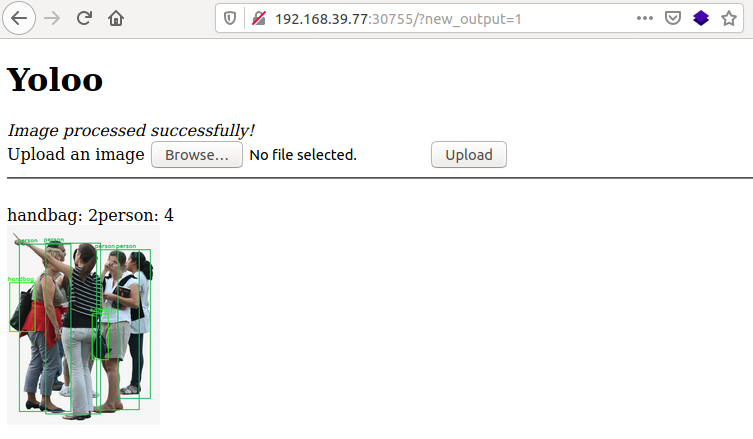 192.168.39.77:30755/?new_output=1
Yoloo
Image processed successfully!
Upload an image Browse... No file selected. Upload
handbag: 2person: 4
person person person person
handbag